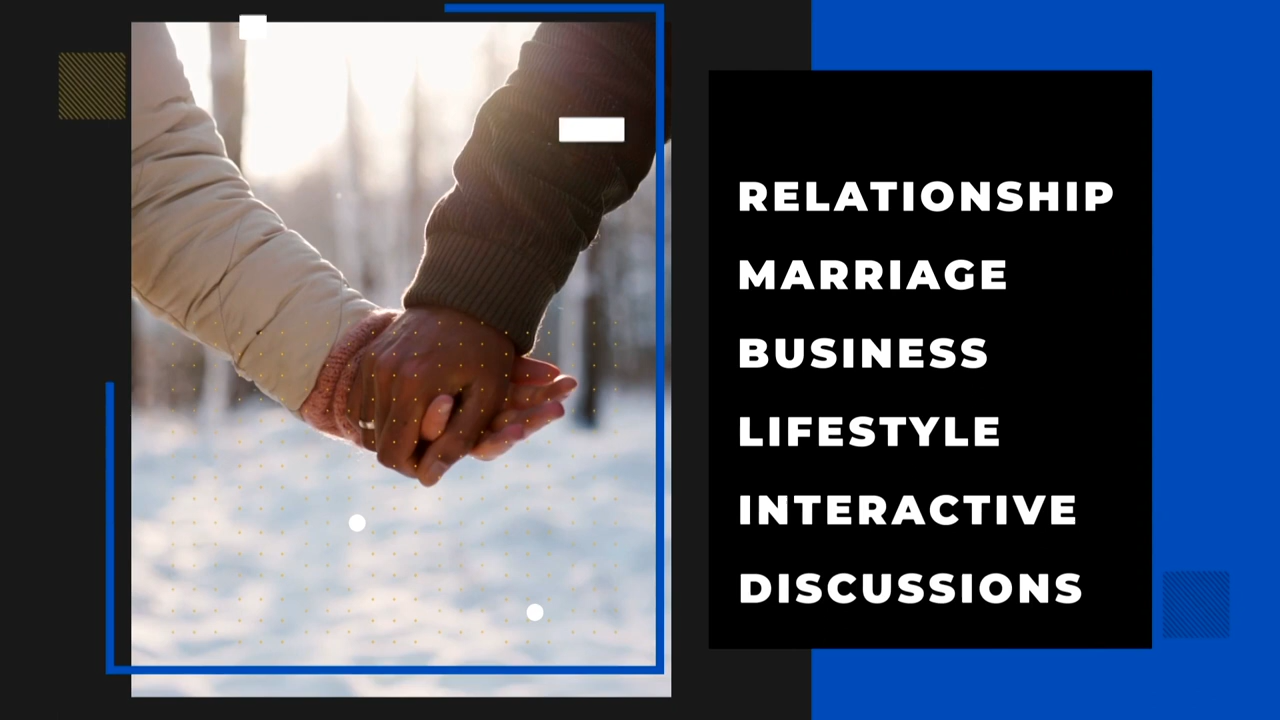 RELATIONSHIP
MARRIAGE
BUSINESS
LIFESTYLE
INTERACTIVE
DISCUSSIONS